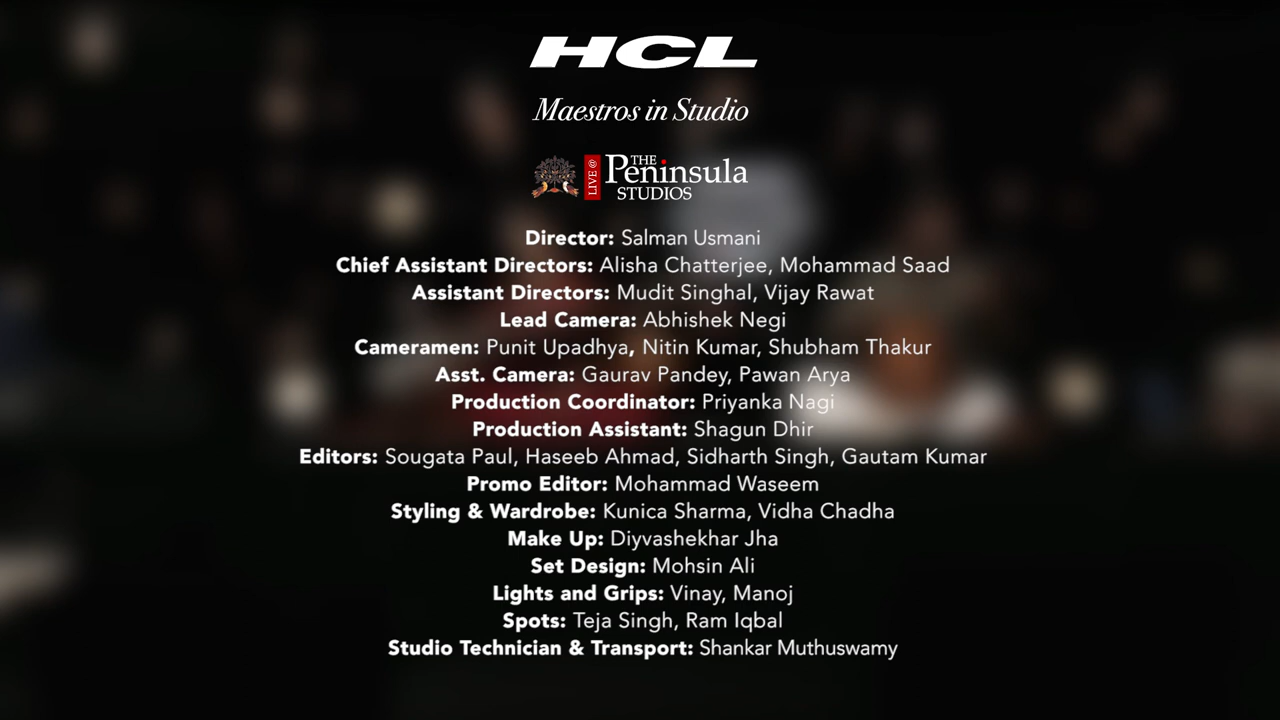 HCL
Maestros in Studio
LIVE @ THE Peninsula STUDIOS
Director: Salman Usmani
Chief Assistant Directors: Alisha Chatterjee, Mohammad Saad
Assistant Directors: Mudit Singhal, Vijay Rawat
Lead Camera: Abhishek Negi
Cameramen: Punit Upadhya, Nitin Kumar, Shubham Thakur
Asst. Camera: Gaurav Pandey, Pawan Arya
Production Coordinator: Priyanka Nagi
Production Assistant: Shagun Dhir
Editors: Sougata Paul, Haseeb Ahmad, Sidharth Singh, Gautam Kumar
Promo Editor: Mohammad Waseem
Styling & Wardrobe: Kunica Sharma, Vidha Chadha
Make Up: Diyvashekhar Jha
Set Design: Mohsin Ali
Lights and Grips: Vinay, Manoj
Spots: Teja Singh, Ram Iqbal
Studio Technician & Transport: Shankar Muthuswamy